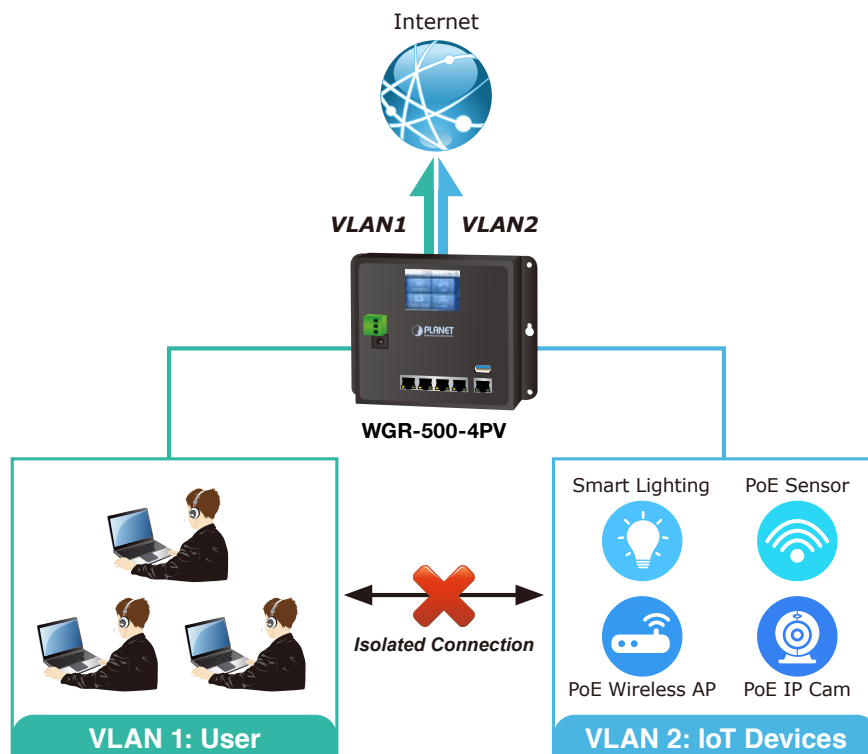 Internet
VLAN1
VLAN2
PLANET
WGR-500-4PV
Smart Lighting
PoE Sensor
Isolated Connection
PoE Wireless AP
PoE IP Cam
VLAN 1: User
VLAN 2: IoT Devices